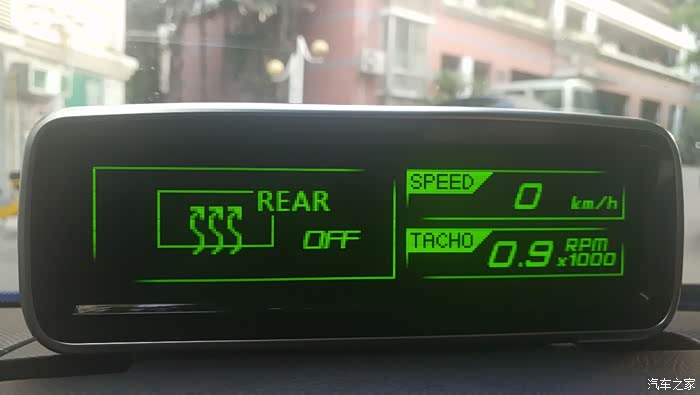 REAR
OFF
SPEED
0 km/h
TACHO
0.9 RPM
x1000
汽车之家